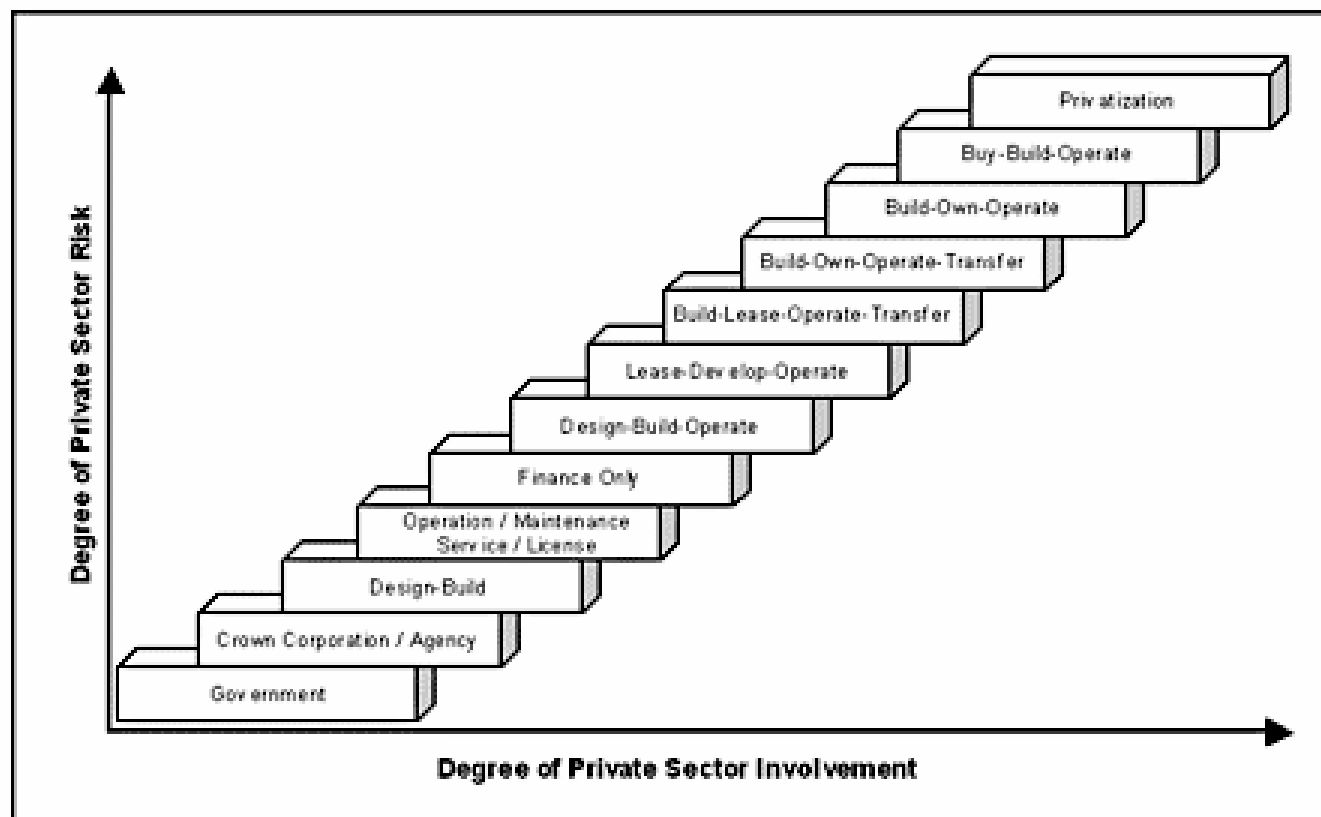 Privatization
Buy-Build-Operate
Build-Own-Operate
Build-Own-Operate-Transfer
Build-Lease-Operate-Transfer
Lease-Develop-Operate
Design-Build-Operate
Finance Only
Operation / Maintenance
Service / License
Design-Build
Crown Corporation / Agency
Government
Degree of Private Sector Risk
Degree of Private Sector Involvement